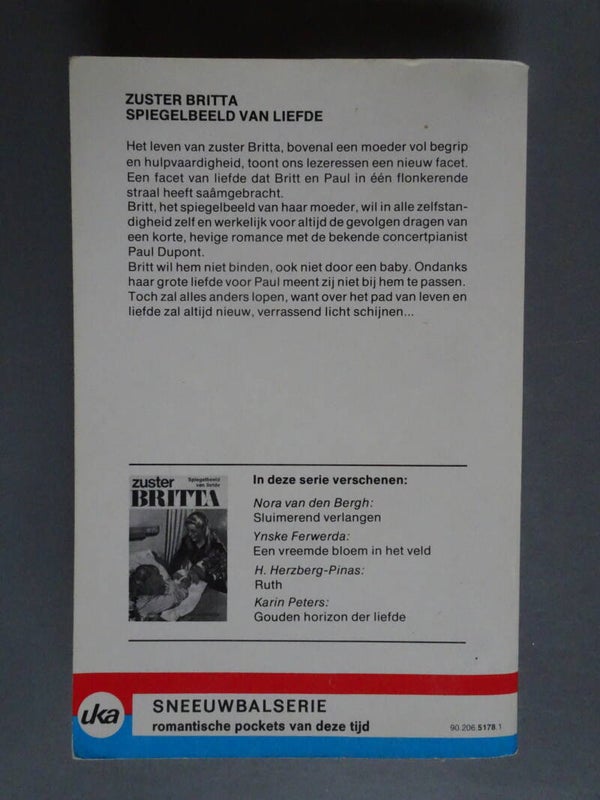 ZUSTER BRITTA
SPIEGELBEELD VAN LIEFDE
Het leven van zuster Britta, bovenal een moeder vol begrip
en hulpvaardigheid, toont ons lezeressen een nieuw facet.
Een facet van liefde dat Britt en Paul in één flonkerende
straal heeft saâmgebracht.
Britt, het spiegelbeeld van haar moeder, wil in alle zelfstan-
digheid zelf en werkelijk voor altijd de gevolgen dragen van
een korte, hevige romance met de bekende concertpianist
Paul Dupont.
Britt wil hem niet binden, ook niet door een baby. Ondanks
haar grote liefde voor Paul meent zij niet bij hem te passen.
Toch zal alles anders lopen, want over het pad van leven en
liefde zal altijd nieuw, verrassend licht schijnen...
zuster
Spiegelbeeld
van liefde
BRITTA
In deze serie verschenen:
Nora van den Bergh:
Sluimerend verlangen
Ynske Ferwerda:
Een vreemde bloem in het veld
H. Herzberg-Pinas:
Ruth
Karin Peters:
Gouden horizon der liefde
uka
SNEEUWBALSERIE
romantische pockets van deze tijd
90.206.5178.1